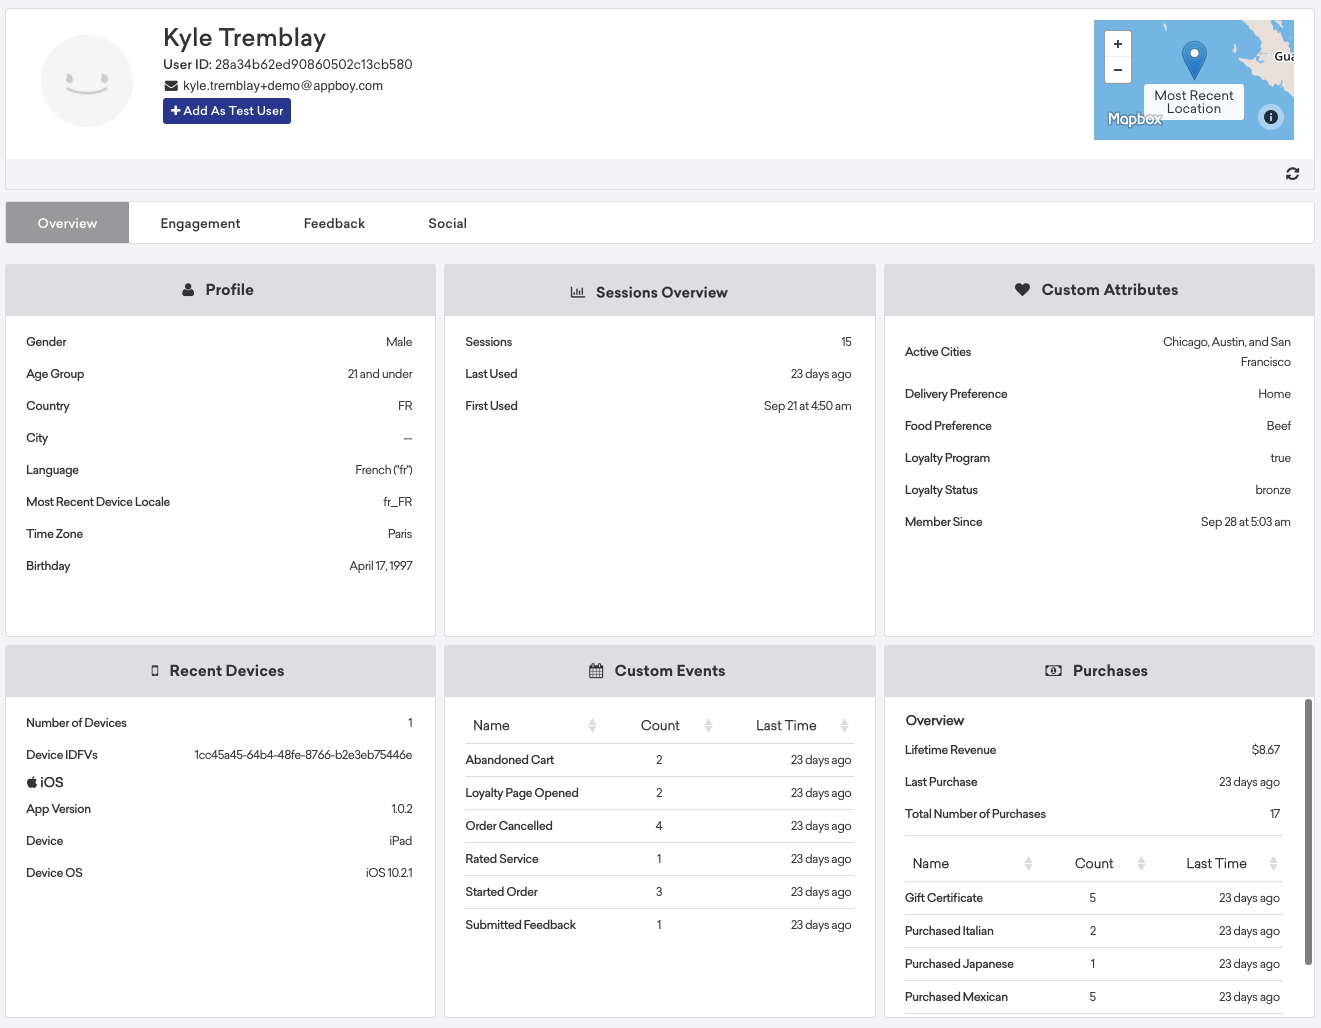 Kyle Tremblay
User ID: 28a34b62ed90860502c13cb580
kyle.tremblay+demo@appboy.com
+ Add As Test User
+
−
Gua
Most Recent
Location
Mapbox
Overview Engagement Feedback Social
Profile
Gender Male
Age Group 21 and under
Country FR
City --
Language French ("fr")
Most Recent Device Locale fr_FR
Time Zone Paris
Birthday April 17, 1997
Sessions Overview
Sessions 15
Last Used 23 days ago
First Used Sep 21 at 4:50 am
Custom Attributes
Active Cities Chicago, Austin, and San
Francisco
Delivery Preference Home
Food Preference Beef
Loyalty Program true
Loyalty Status bronze
Member Since Sep 28 at 5:03 am
Recent Devices
Number of Devices 1
Device IDFVs 1cc45a45-64b4-48fe-8766-b2e3eb75446e
iOS
App Version 1.0.2
Device iPad
Device OS iOS 10.2.1
Custom Events
Name Count Last Time
Abandoned Cart 2 23 days ago
Loyalty Page Opened 2 23 days ago
Order Cancelled 4 23 days ago
Rated Service 1 23 days ago
Started Order 3 23 days ago
Submitted Feedback 1 23 days ago
Purchases
Overview
Lifetime Revenue $8.67
Last Purchase 23 days ago
Total Number of Purchases 17
Name Count Last Time
Gift Certificate 5 23 days ago
Purchased Italian 2 23 days ago
Purchased Japanese 1 23 days ago
Purchased Mexican 5 23 days ago